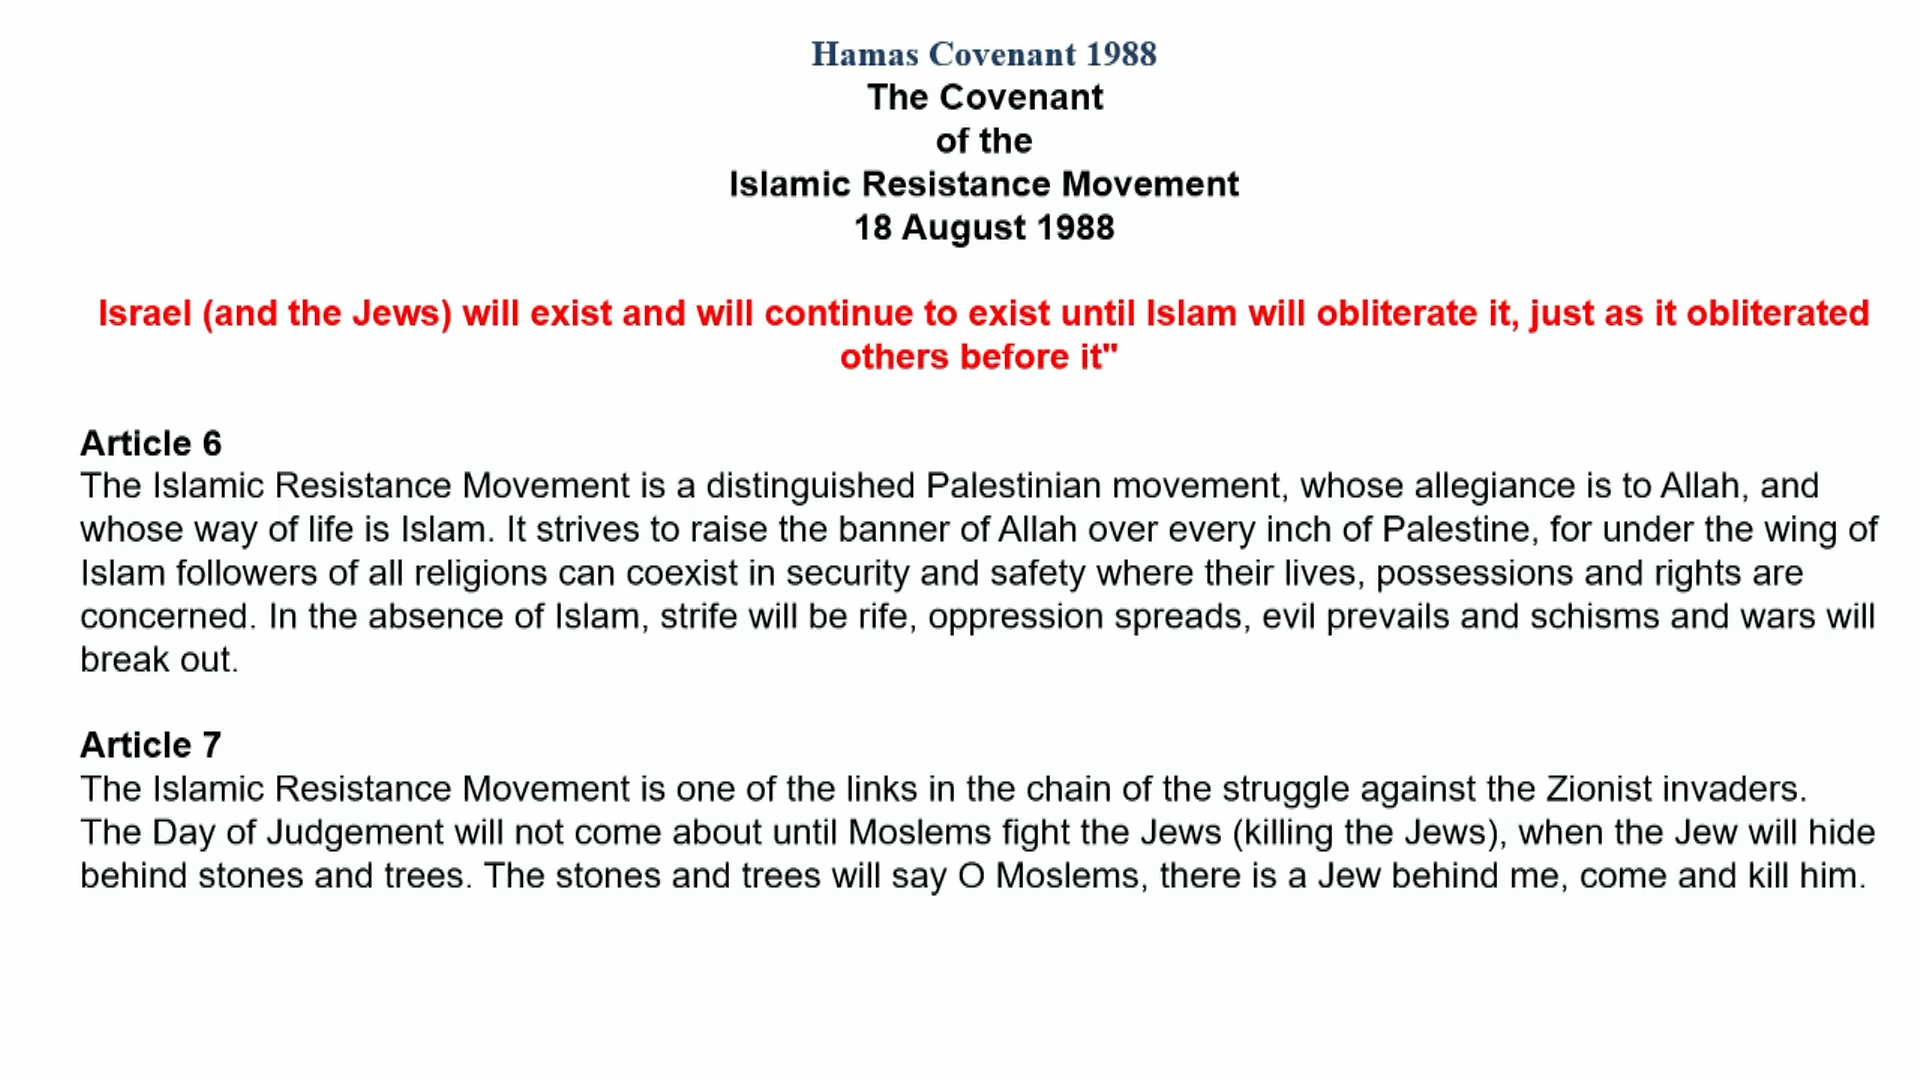 Hamas Covenant 1988
The Covenant
of the
Islamic Resistance Movement
18 August 1988
Israel (and the Jews) will exist and will continue to exist until Islam will obliterate it, just as it obliterated
others before it"
Article 6
The Islamic Resistance Movement is a distinguished Palestinian movement, whose allegiance is to Allah, and
whose way of life is Islam. It strives to raise the banner of Allah over every inch of Palestine, for under the wing of
Islam followers of all religions can coexist in security and safety where their lives, possessions and rights are
concerned. In the absence of Islam, strife will be rife, oppression spreads, evil prevails and schisms and wars will
break out.
Article 7
The Islamic Resistance Movement is one of the links in the chain of the struggle against the Zionist invaders.
The Day of Judgement will not come about until Moslems fight the Jews (killing the Jews), when the Jew will hide
behind stones and trees. The stones and trees will say O Moslems, there is a Jew behind me, come and kill him.